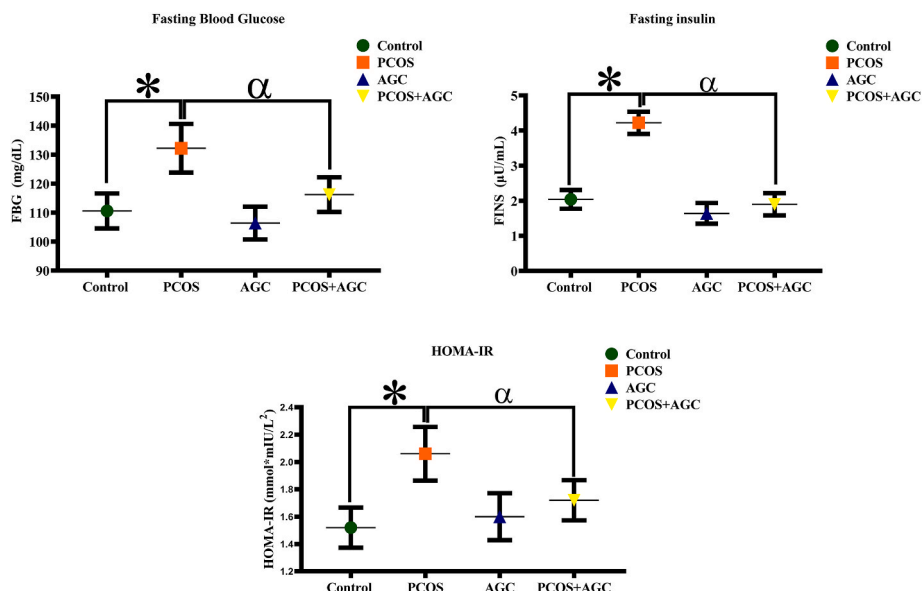 Fasting Blood Glucose
Control
PCOS
AGC
PCOS+AGC
* α
FBG (mg/dL)
150
140
130
120
110
100
90
Control PCOS AGC PCOS+AGC
Fasting insulin
Control
PCOS
AGC
PCOS+AGC
* α
FINS (µU/mL)
5
4
3
2
1
0
Control PCOS AGC PCOS+AGC
HOMA-IR
Control
PCOS
AGC
PCOS+AGC
* α
HOMA-IR (mmol*mIU/L²)
2.4
2.2
2.0
1.8
1.6
1.4
1.2
Control PCOS AGC PCOS+AGC